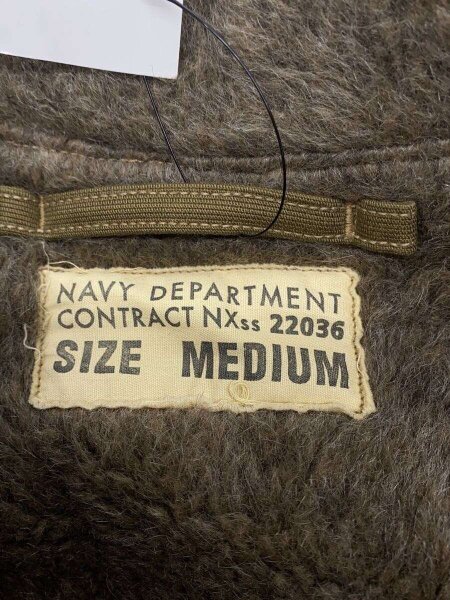 NAVY DEPARTMENT
CONTRACT NXss 22036
SIZE MEDIUM